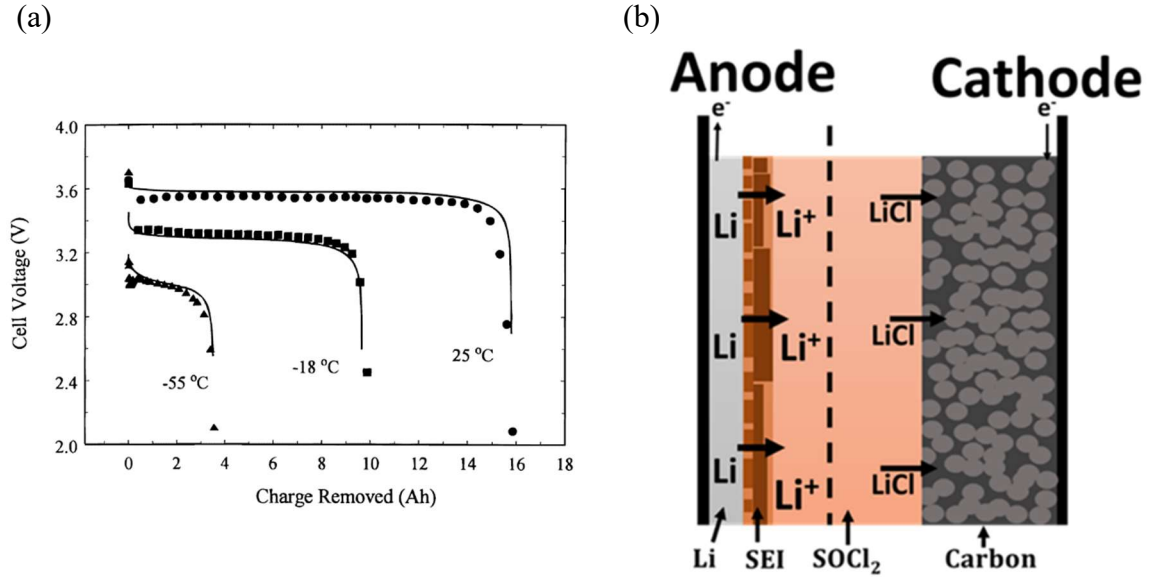 (a)
4.0
3.6
3.2
2.8
2.4
2.0
Cell Voltage (V)
-55 °C
-18 °C
25 °C
0 2 4 6 8 10 12 14 16 18
Charge Removed (Ah)
(b)
Anode Cathode
e- e-
Li Li+ LiCl
Li Li+ LiCl
Li Li+ LiCl
Li SEI SOCl₂ Carbon